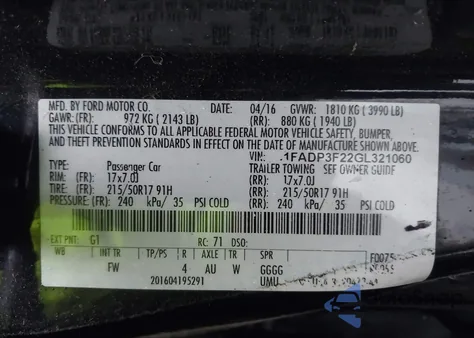 MFD. BY FORD MOTOR CO. DATE: 04/16 GVWR: 1810 KG ( 3990 LB)
GAWR: (FR): 972 KG ( 2143 LB) (RR): 880 KG ( 1940 LB)
THIS VEHICLE CONFORMS TO ALL APPLICABLE FEDERAL MOTOR VEHICLE SAFETY, BUMPER,
AND THEFT PREVENTION STANDARDS IN EFFECT ON THE DATE OF MANUFACTURE SHOWN ABOVE.
VIN: 1FADP3F22GL321060
TYPE: Passenger Car TRAILER TOWING SEE OWNER GUIDE
RIM: (FR): 17x7.0J (RR): 17x7.0J
TIRE: (FR): 215/50R17 91H (RR): 215/50R17 91H
PRESSURE: (FR): 240 kPa/ 35 PSI COLD (RR): 240 kPa/ 35 PSI COLD
EXT PNT: G1 RC: 71 DSO:
WB INT TR TP/PS R AXLE TR SPR
FW 4 AU W GGGG
201604195291 UMU